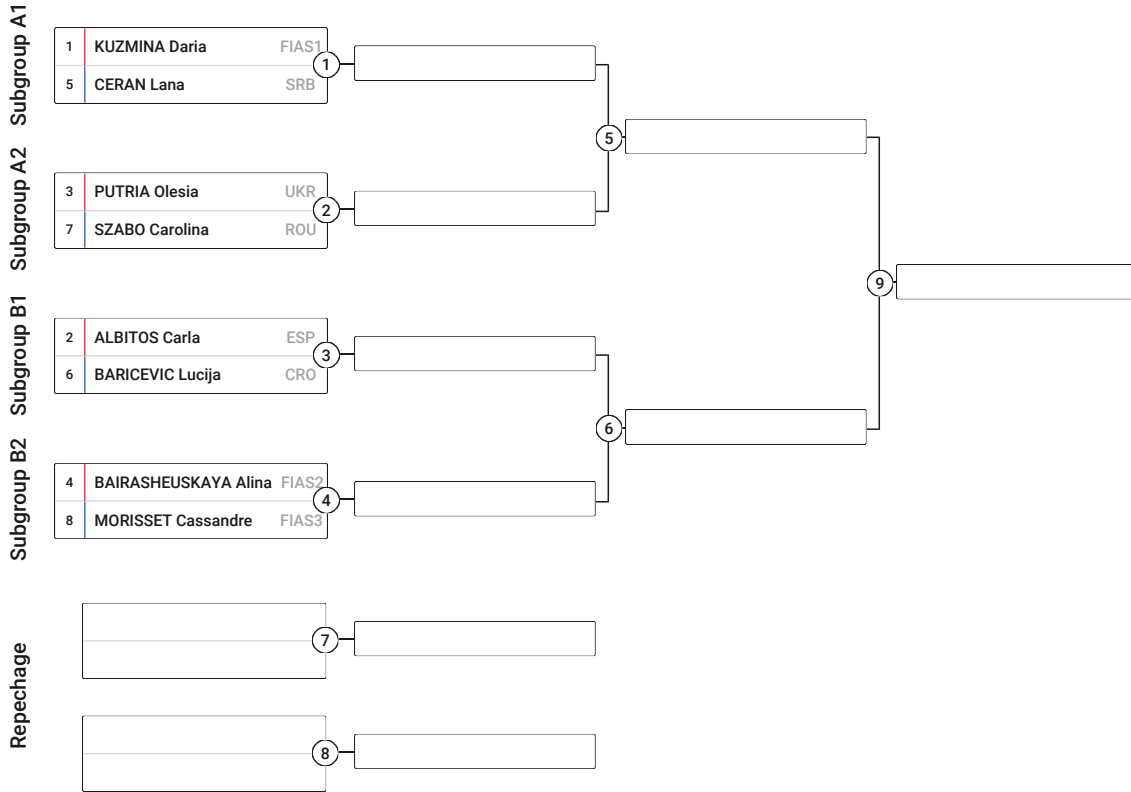 Subgroup A1
1 KUZMINA Daria FIAS1
1
5 CERAN Lana SRB
5
Subgroup A2
3 PUTRIA Olesia UKR
2
7 SZABO Carolina ROU
9
Subgroup B1
2 ALBITOS Carla ESP
3
6 BARICEVIC Lucija CRO
6
Subgroup B2
4 BAIRASHEUSKAYA Alina FIAS2
4
8 MORISSET Cassandre FIAS3
Repechage
7
8